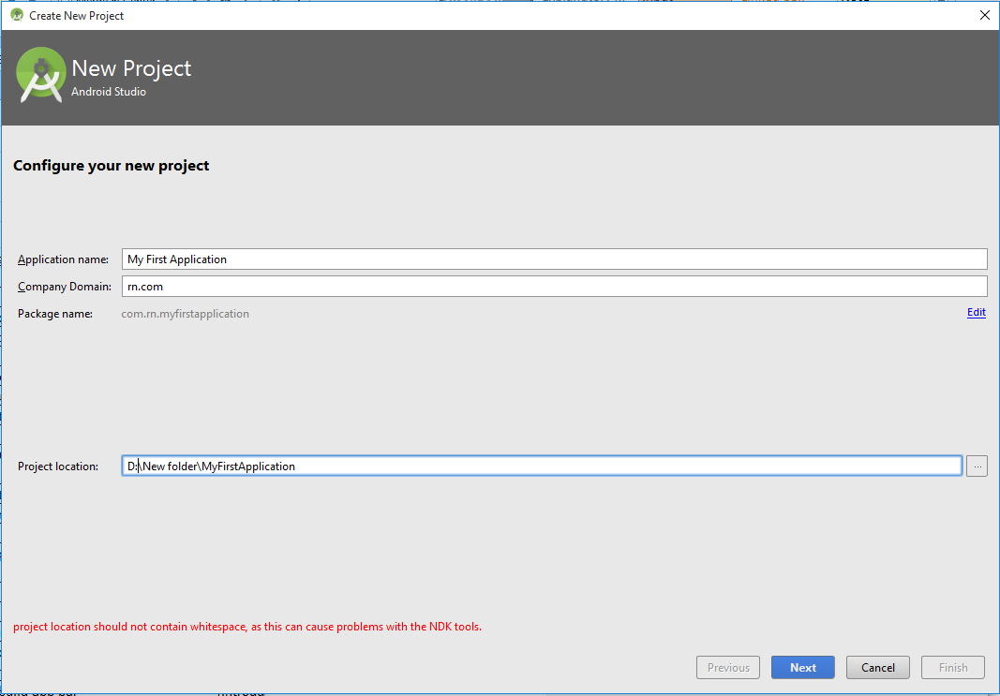 Create New Project
New Project
Android Studio
Configure your new project
Application name: My First Application
Company Domain: rn.com
Package name: com.rn.myfirstapplication Edit
Project location: D:\New folder\MyFirstApplication ...
project location should not contain whitespace, as this can cause problems with the NDK tools.
Previous Next Cancel Finish